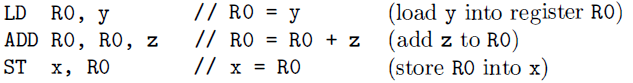 LD R0, y // R0 = y (load y into register R0)
ADD R0, R0, z // R0 = R0 + z (add z to R0)
ST x, R0 // x = R0 (store R0 into x)